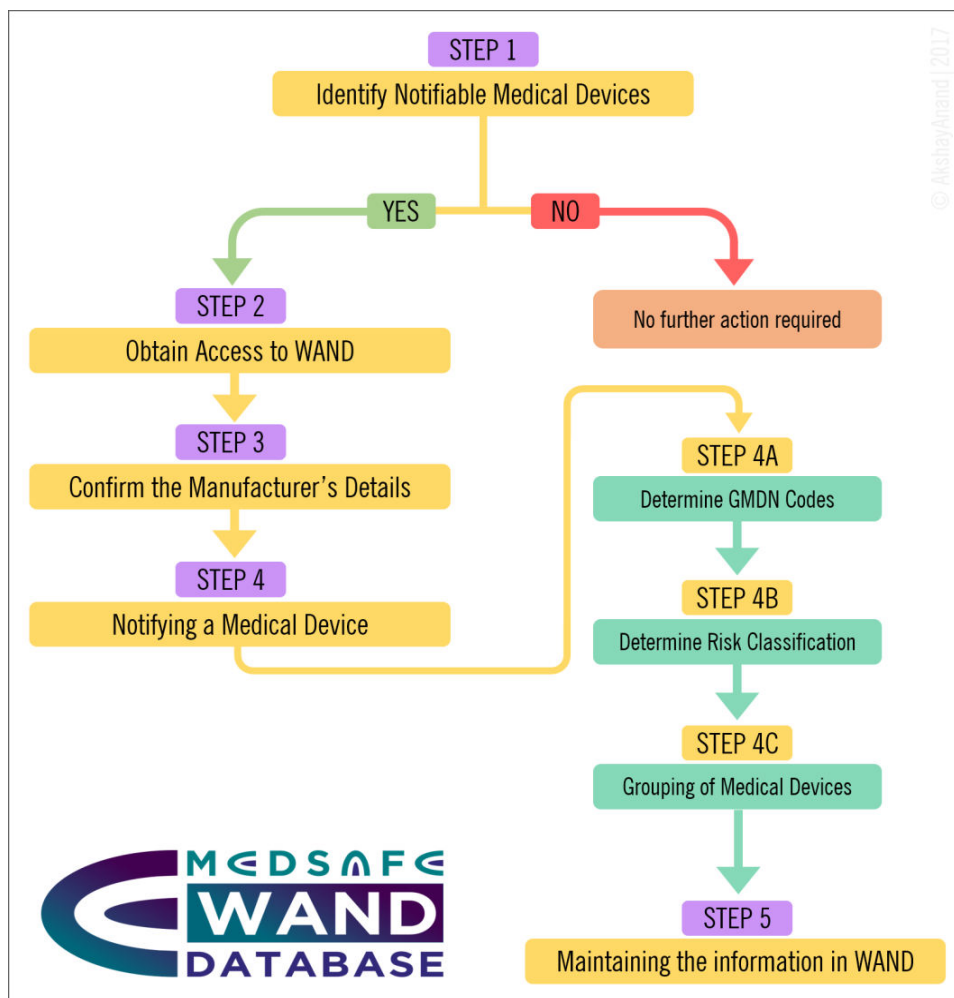 STEP 1
Identify Notifiable Medical Devices
YES
NO
STEP 2
Obtain Access to WAND
No further action required
STEP 3
Confirm the Manufacturer's Details
STEP 4
Notifying a Medical Device
STEP 4A
Determine GMDN Codes
STEP 4B
Determine Risk Classification
STEP 4C
Grouping of Medical Devices
STEP 5
Maintaining the information in WAND
MEDSAFE
WAND
DATABASE
© AkshayAnand | 2017